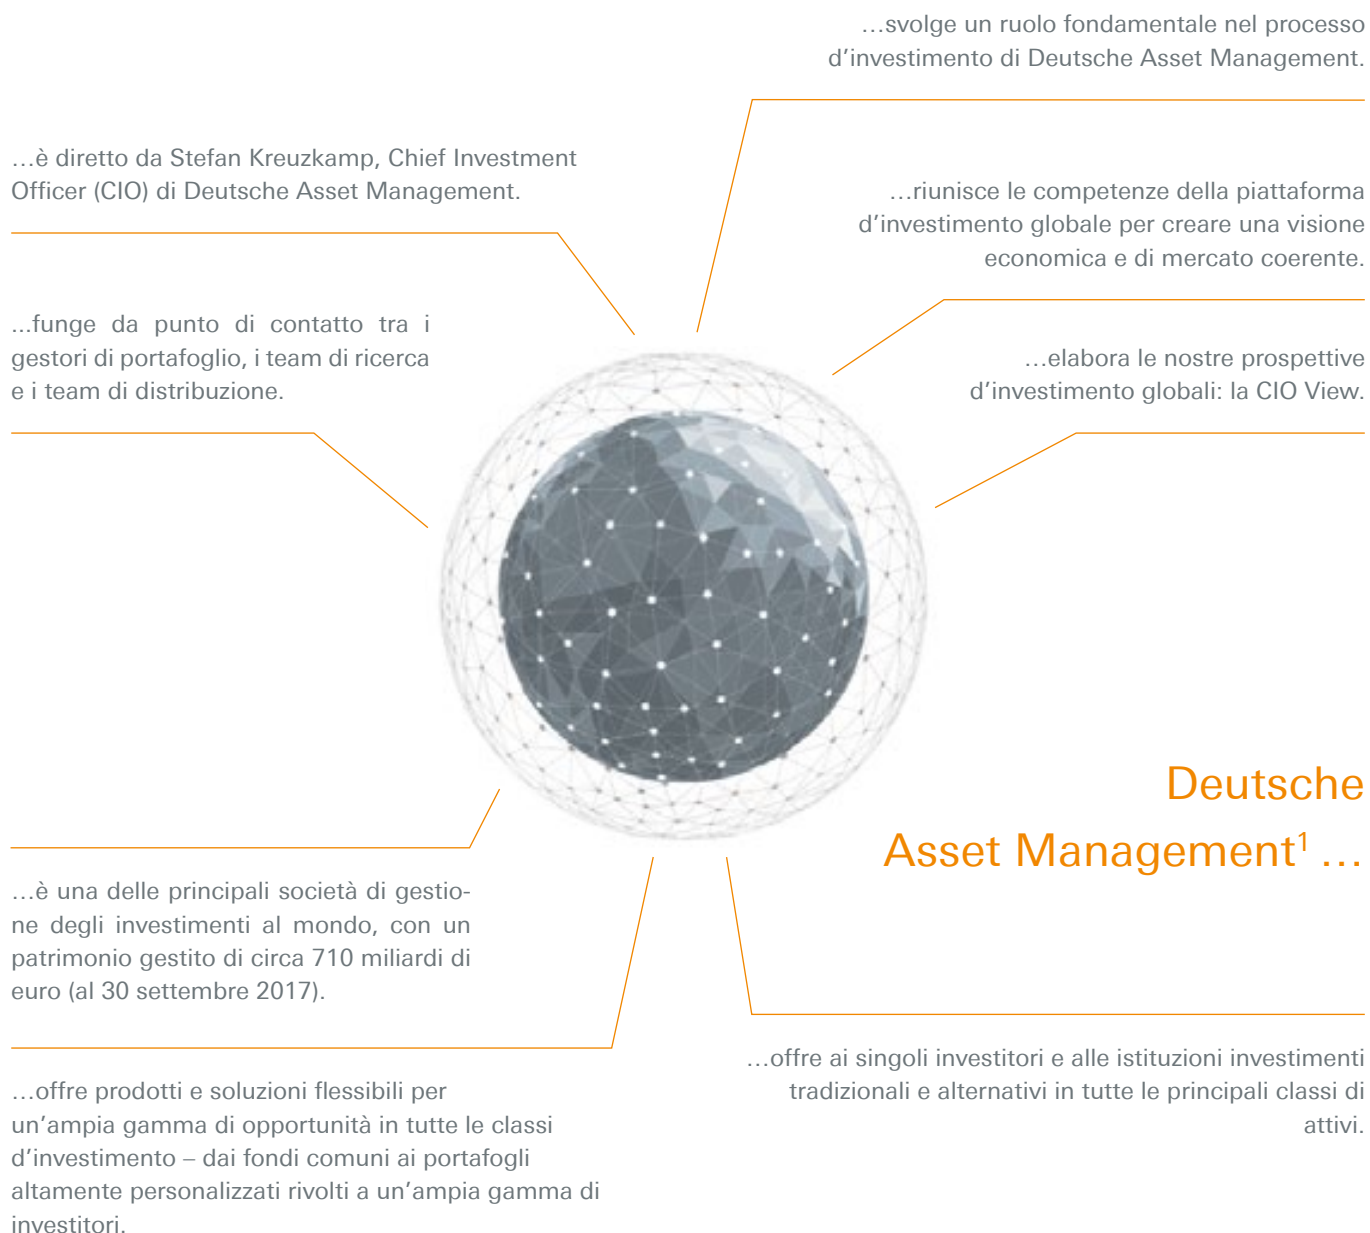 …svolge un ruolo fondamentale nel processo
d’investimento di Deutsche Asset Management.
…è diretto da Stefan Kreuzkamp, Chief Investment
Officer (CIO) di Deutsche Asset Management.
…riunisce le competenze della piattaforma
d’investimento globale per creare una visione
economica e di mercato coerente.
...funge da punto di contatto tra i
gestori di portafoglio, i team di ricerca
e i team di distribuzione.
…elabora le nostre prospettive
d’investimento globali: la CIO View.
Deutsche
Asset Management¹ …
…è una delle principali società di gestio-
ne degli investimenti al mondo, con un
patrimonio gestito di circa 710 miliardi di
euro (al 30 settembre 2017).
…offre ai singoli investitori e alle istituzioni investimenti
tradizionali e alternativi in tutte le principali classi di
attivi.
…offre prodotti e soluzioni flessibili per
un’ampia gamma di opportunità in tutte le classi
d’investimento – dai fondi comuni ai portafogli
altamente personalizzati rivolti a un’ampia gamma di
investitori.